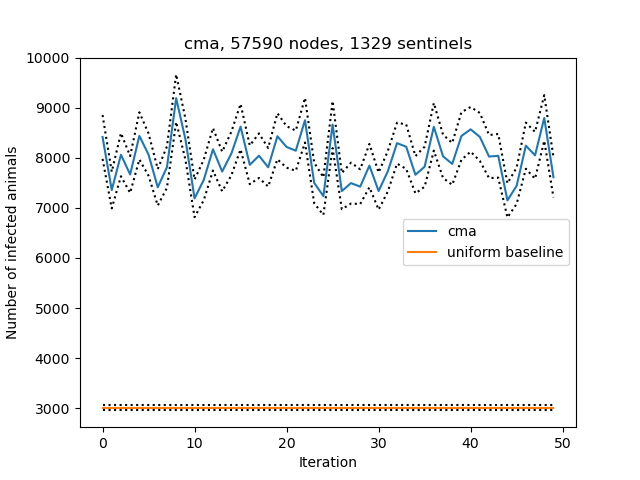 cma, 57590 nodes, 1329 sentinels
10000
9000
8000
7000
6000
5000
4000
3000
Number of infected animals
cma
uniform baseline
0 10 20 30 40 50
Iteration